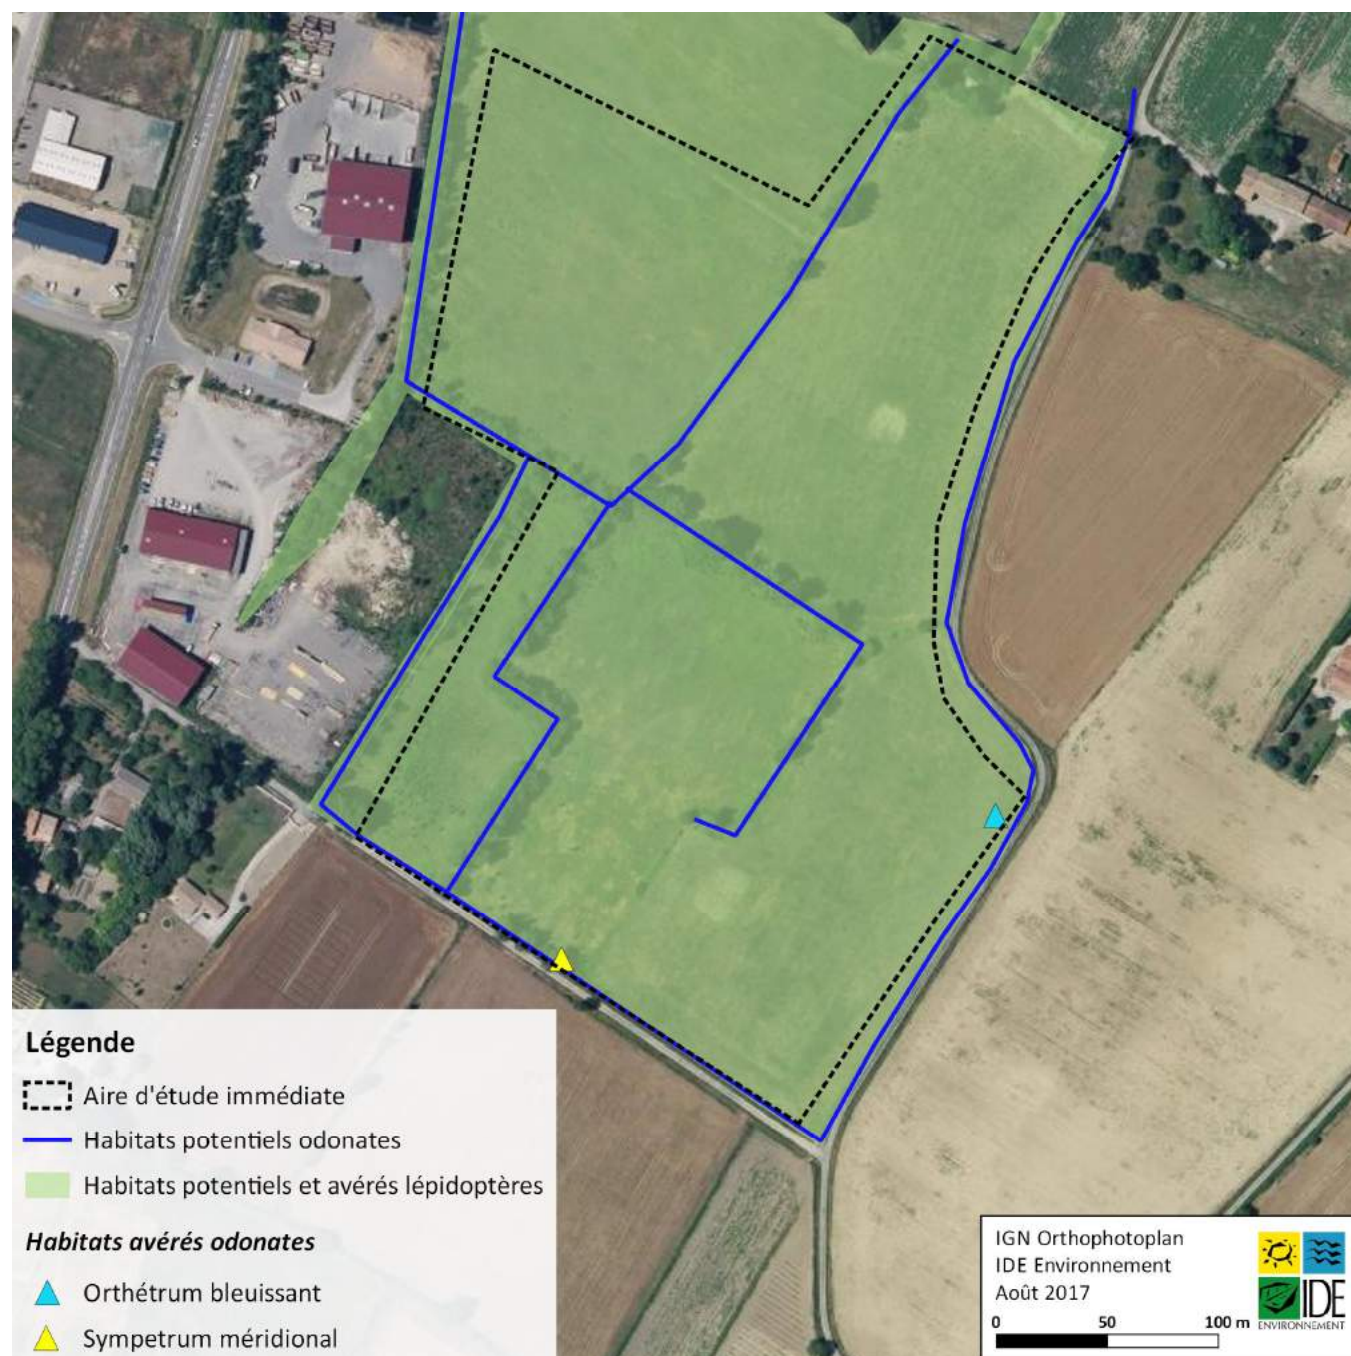 Légende
Aire d'étude immédiate
Habitats potentiels odonates
Habitats potentiels et avérés lépidoptères
Habitats avérés odonates
Orthétrum bleuissant
Sympetrum méridional
IGN Orthophotoplan
IDE Environnement
Août 2017
0 50 100 m
IDE
ENVIRONNEMENT